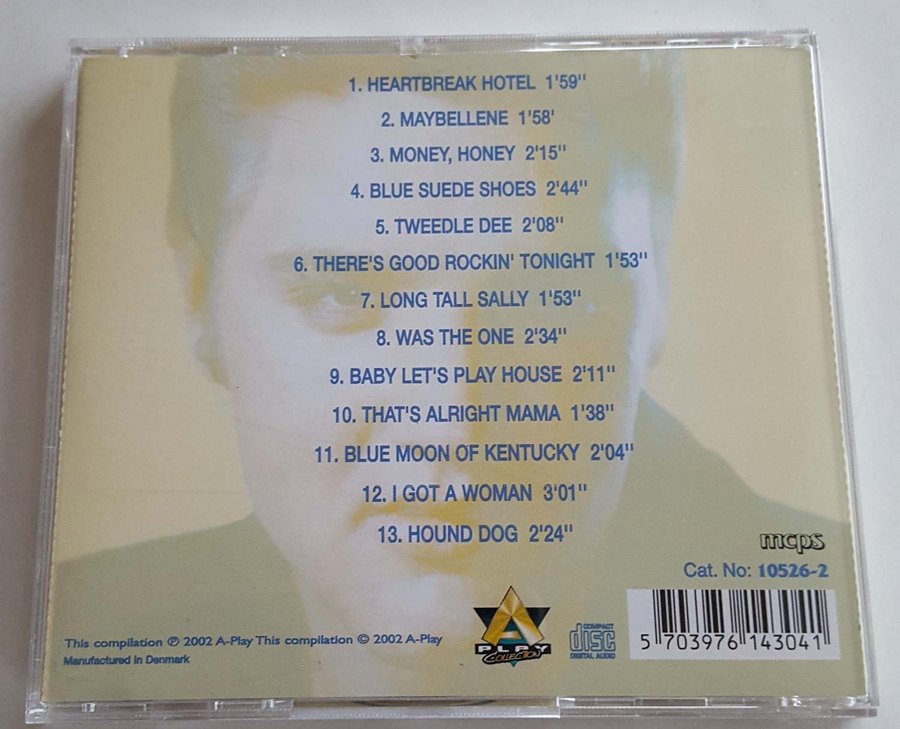 1. HEARTBREAK HOTEL 1'59"
2. MAYBELLENE 1'58'
3. MONEY, HONEY 2'15"
4. BLUE SUEDE SHOES 2'44"
5. TWEEDLE DEE 2'08"
6. THERE'S GOOD ROCKIN' TONIGHT 1'53"
7. LONG TALL SALLY 1'53"
8. WAS THE ONE 2'34"
9. BABY LET'S PLAY HOUSE 2'11"
10. THAT'S ALRIGHT MAMA 1'38"
11. BLUE MOON OF KENTUCKY 2'04"
12. I GOT A WOMAN 3'01"
13. HOUND DOG 2'24"
mcps
Cat. No: 10526-2
This compilation ℗ 2002 A-Play This compilation © 2002 A-Play
Manufactured in Denmark
A
PLAY
COLLECTION
COMPACT
disc
DIGITAL AUDIO
5 703976 143041